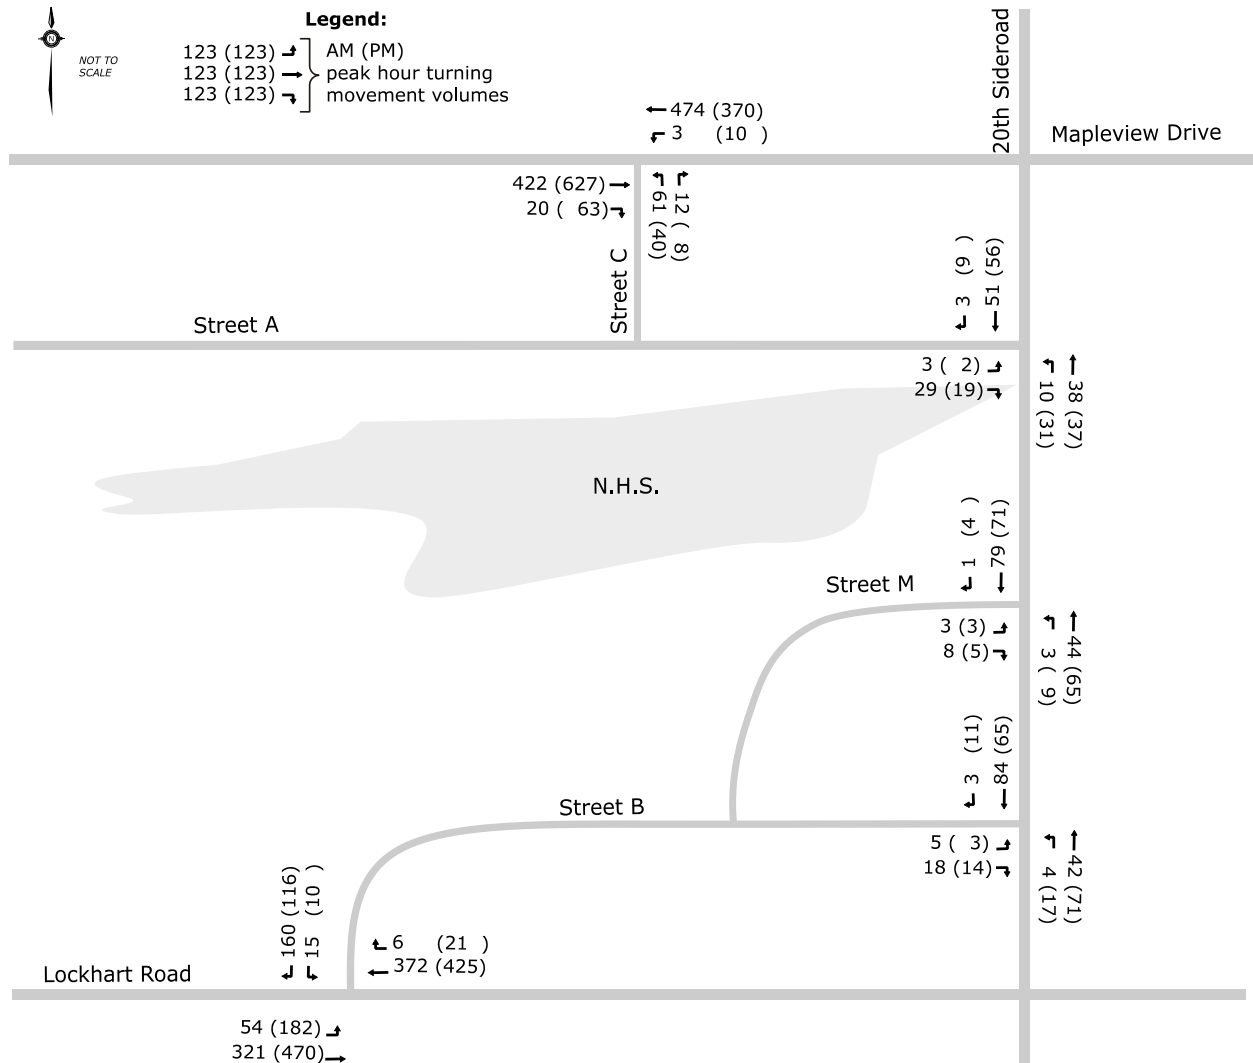 Legend:
N
NOT TO
SCALE
123 (123)
123 (123)
123 (123)
AM (PM)
peak hour turning
movement volumes
20th Sideroad
474 (370)
3 (10 )
Mapleview Drive
422 (627)
20 ( 63)
61 (40)
12 ( 8)
Street C
3 (9 )
51 (56)
Street A
3 ( 2)
29 (19)
10 (31)
38 (37)
N.H.S.
1 (4 )
79 (71)
Street M
3 (3)
8 (5)
3 ( 9)
44 (65)
3 (11)
84 (65)
Street B
5 ( 3)
18 (14)
4 (17)
42 (71)
160 (116)
15 (10 )
6 (21 )
372 (425)
Lockhart Road
54 (182)
321 (470)